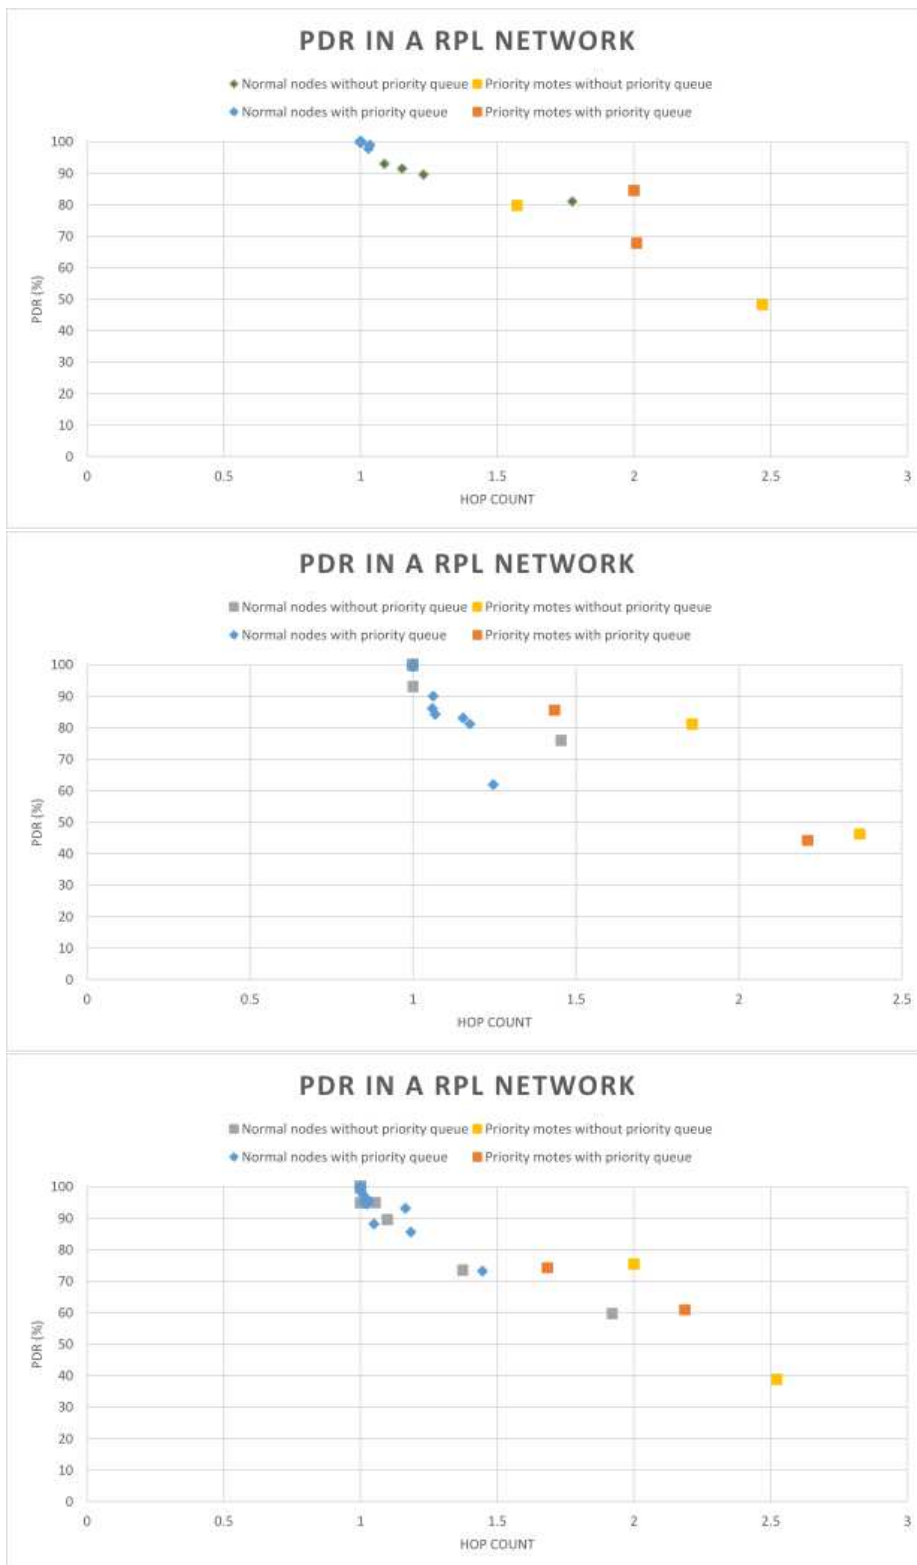 PDR IN A RPL NETWORK
Normal nodes without priority queue Priority motes without priority queue
Normal nodes with priority queue Priority motes with priority queue
100
90
80
70
60
50
40
30
20
10
0
PDR (%)
0 0.5 1 1.5 2 2.5 3
HOP COUNT
PDR IN A RPL NETWORK
Normal nodes without priority queue Priority motes without priority queue
Normal nodes with priority queue Priority motes with priority queue
100
90
80
70
60
50
40
30
20
10
0
PDR (%)
0 0.5 1 1.5 2 2.5
HOP COUNT
PDR IN A RPL NETWORK
Normal nodes without priority queue Priority motes without priority queue
Normal nodes with priority queue Priority motes with priority queue
100
90
80
70
60
50
40
30
20
10
0
PDR (%)
0 0.5 1 1.5 2 2.5 3
HOP COUNT